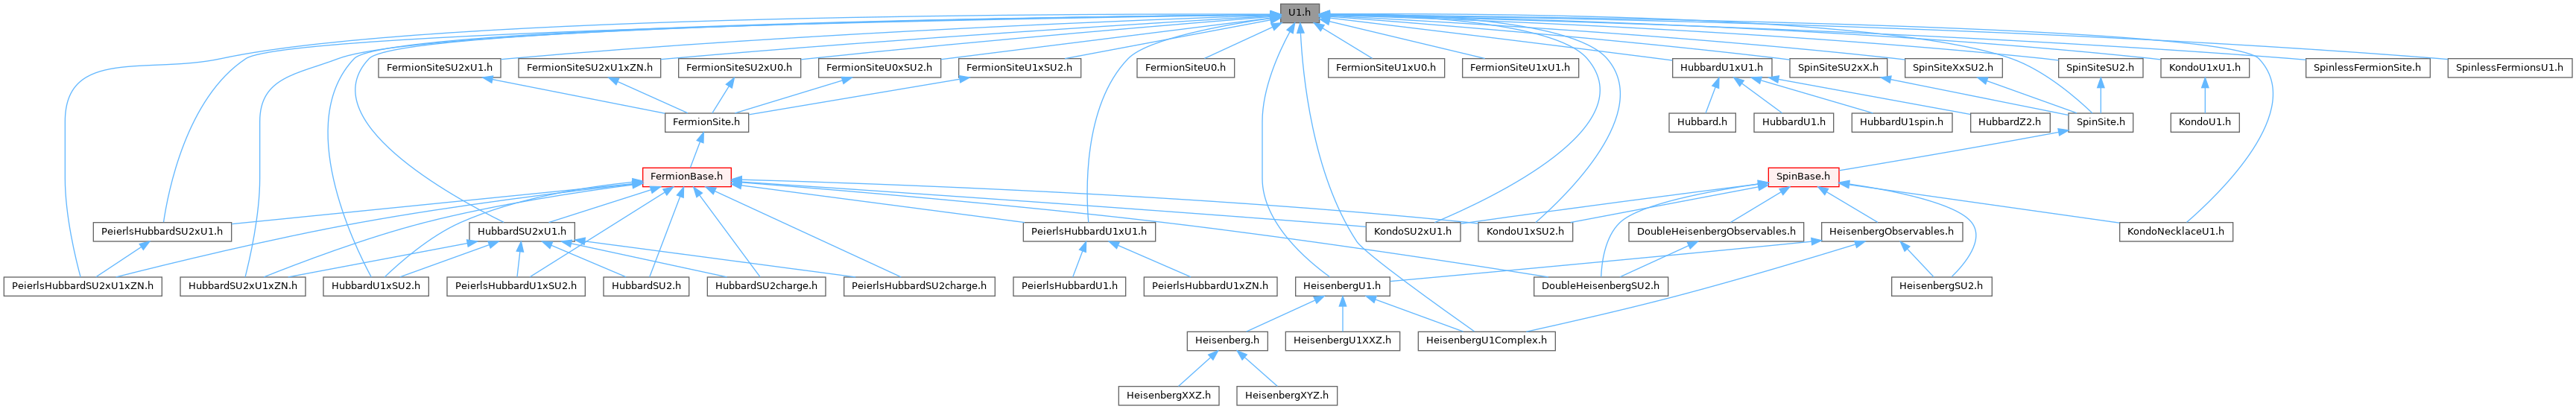 U1.h
FermionSiteSU2xU1.h
FermionSiteSU2xU1xZN.h
FermionSiteSU2xU0.h
FermionSiteU0xSU2.h
FermionSiteU1xSU2.h
FermionSiteU0.h
FermionSiteU1xU0.h
FermionSiteU1xU1.h
HubbardU1xU1.h
SpinSiteSU2xX.h
SpinSiteXxSU2.h
SpinSiteSU2.h
KondoU1xU1.h
SpinlessFermionSite.h
SpinlessFermionsU1.h
FermionSite.h
Hubbard.h
HubbardU1.h
HubbardU1spin.h
HubbardZ2.h
SpinSite.h
KondoU1.h
FermionBase.h
SpinBase.h
PeierlsHubbardSU2xU1.h
HubbardSU2xU1.h
PeierlsHubbardU1xU1.h
KondoSU2xU1.h
KondoU1xSU2.h
DoubleHeisenbergObservables.h
HeisenbergObservables.h
KondoNecklaceU1.h
PeierlsHubbardSU2xU1xZN.h
HubbardSU2xU1xZN.h
HubbardU1xSU2.h
PeierlsHubbardU1xSU2.h
HubbardSU2.h
HubbardSU2charge.h
PeierlsHubbardSU2charge.h
PeierlsHubbardU1.h
PeierlsHubbardU1xZN.h
HeisenbergU1.h
DoubleHeisenbergSU2.h
HeisenbergSU2.h
Heisenberg.h
HeisenbergU1XXZ.h
HeisenbergU1Complex.h
HeisenbergXXZ.h
HeisenbergXYZ.h